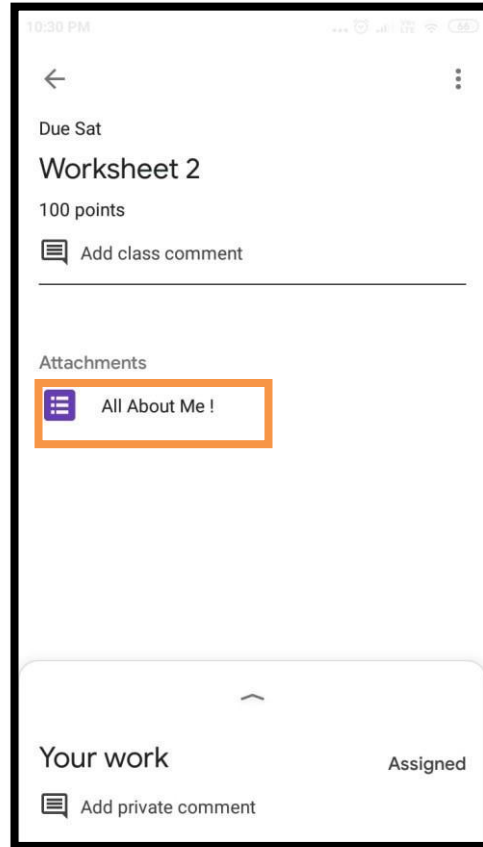 10:30 PM
66
Due Sat
Worksheet 2
100 points
Add class comment
Attachments
All About Me !
Your work
Assigned
Add private comment